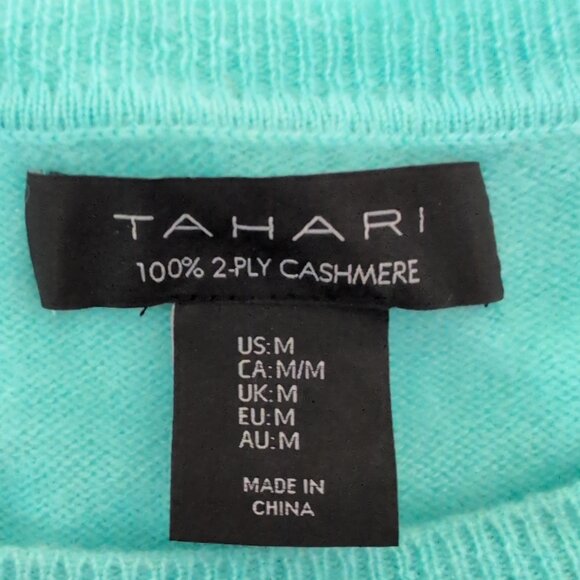 TAHARI
100% 2-PLY CASHMERE
US:M
CA:M/M
UK:M
EU:M
AU:M
MADE IN
CHINA